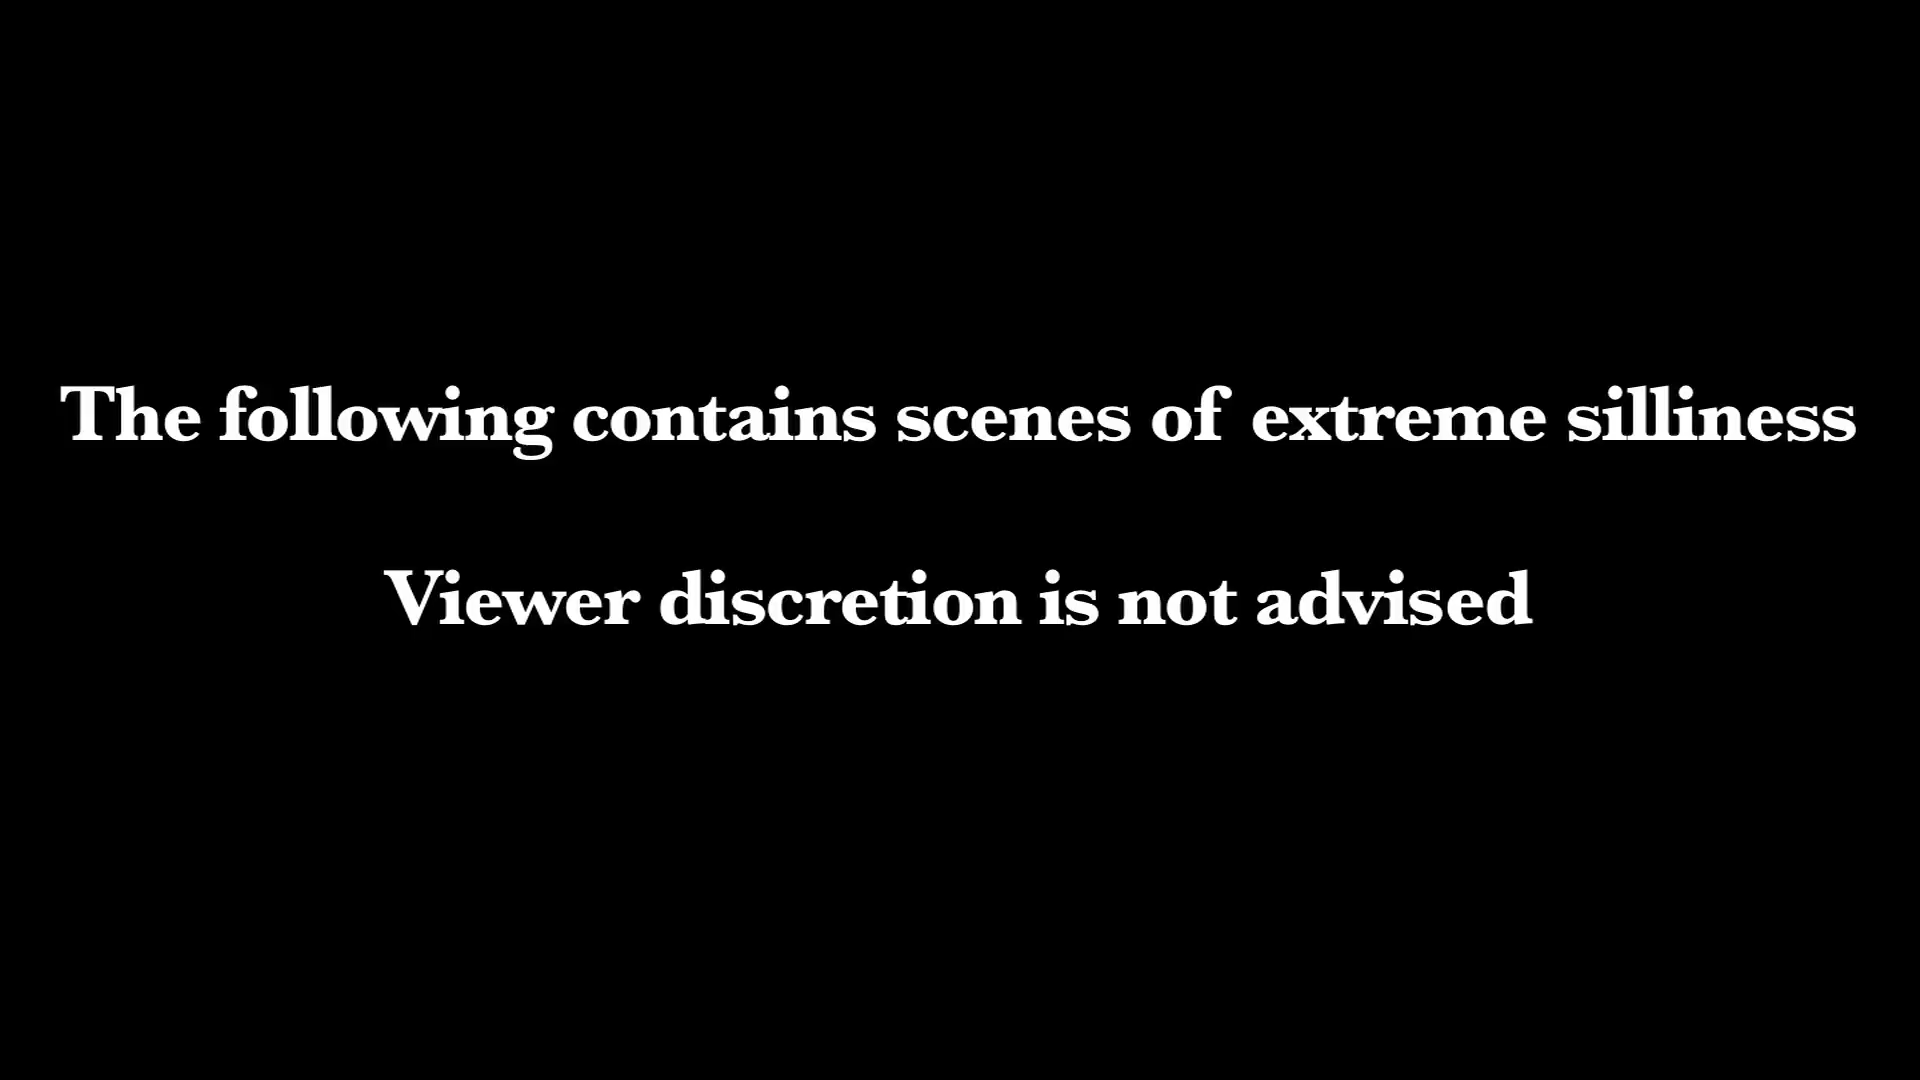 The following contains scenes of extreme silliness
Viewer discretion is not advised